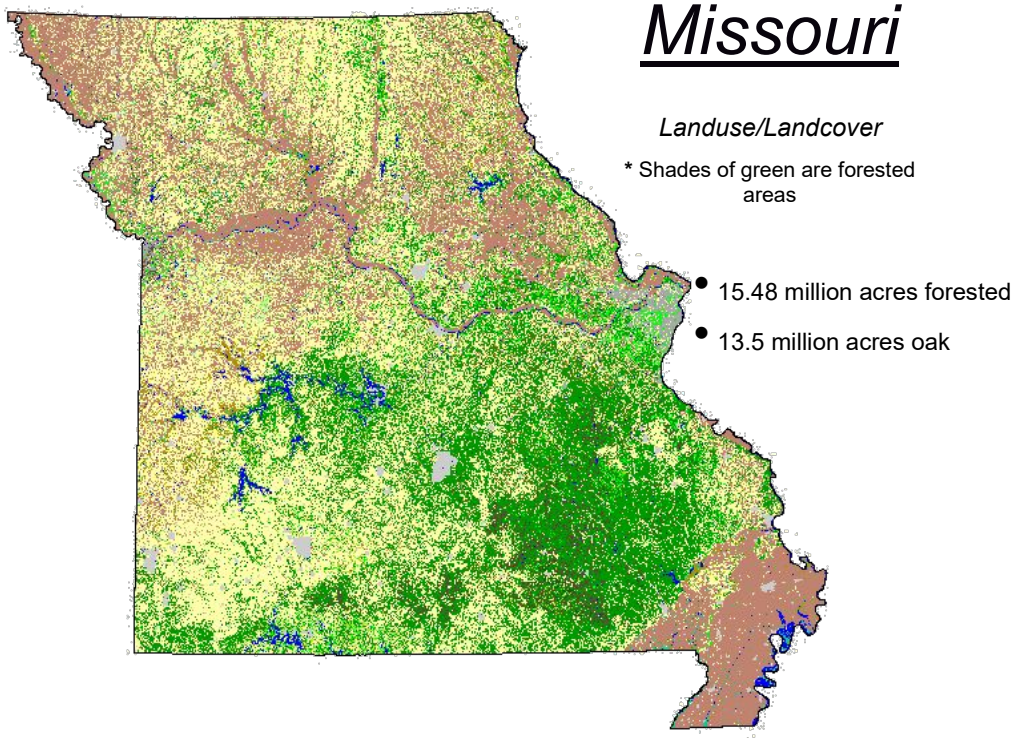 Missouri
Landuse/Landcover
* Shades of green are forested
areas
• 15.48 million acres forested
• 13.5 million acres oak